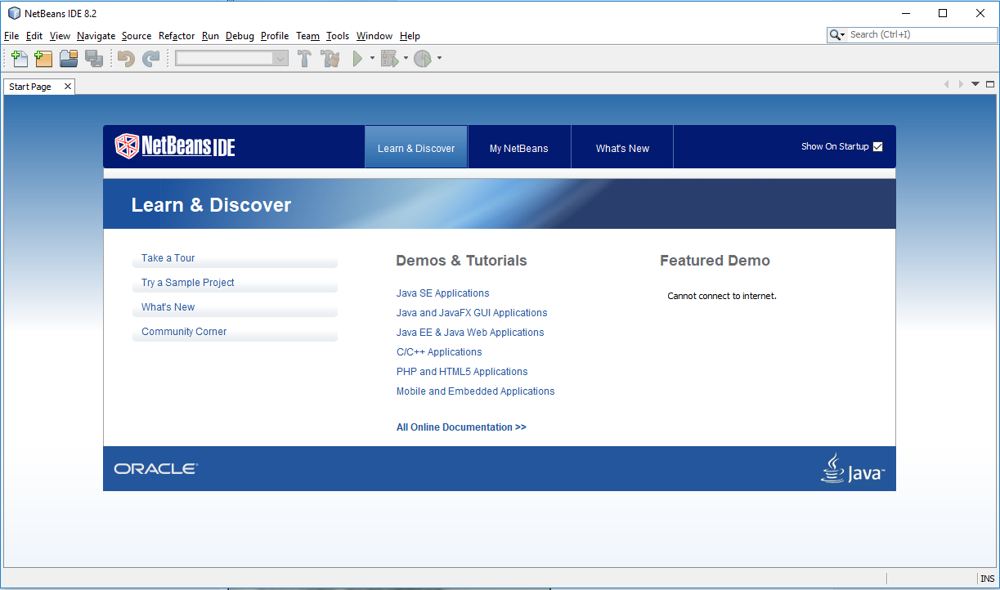 NetBeans IDE 8.2
File Edit View Navigate Source Refactor Run Debug Profile Team Tools Window Help
Search (Ctrl+I)
Start Page
NetBeans IDE
Learn & Discover
My NetBeans
What's New
Show On Startup
Learn & Discover
Take a Tour
Try a Sample Project
What's New
Community Corner
Demos & Tutorials
Java SE Applications
Java and JavaFX GUI Applications
Java EE & Java Web Applications
C/C++ Applications
PHP and HTML5 Applications
Mobile and Embedded Applications
All Online Documentation >>
Featured Demo
Cannot connect to internet.
ORACLE®
Java™
INS